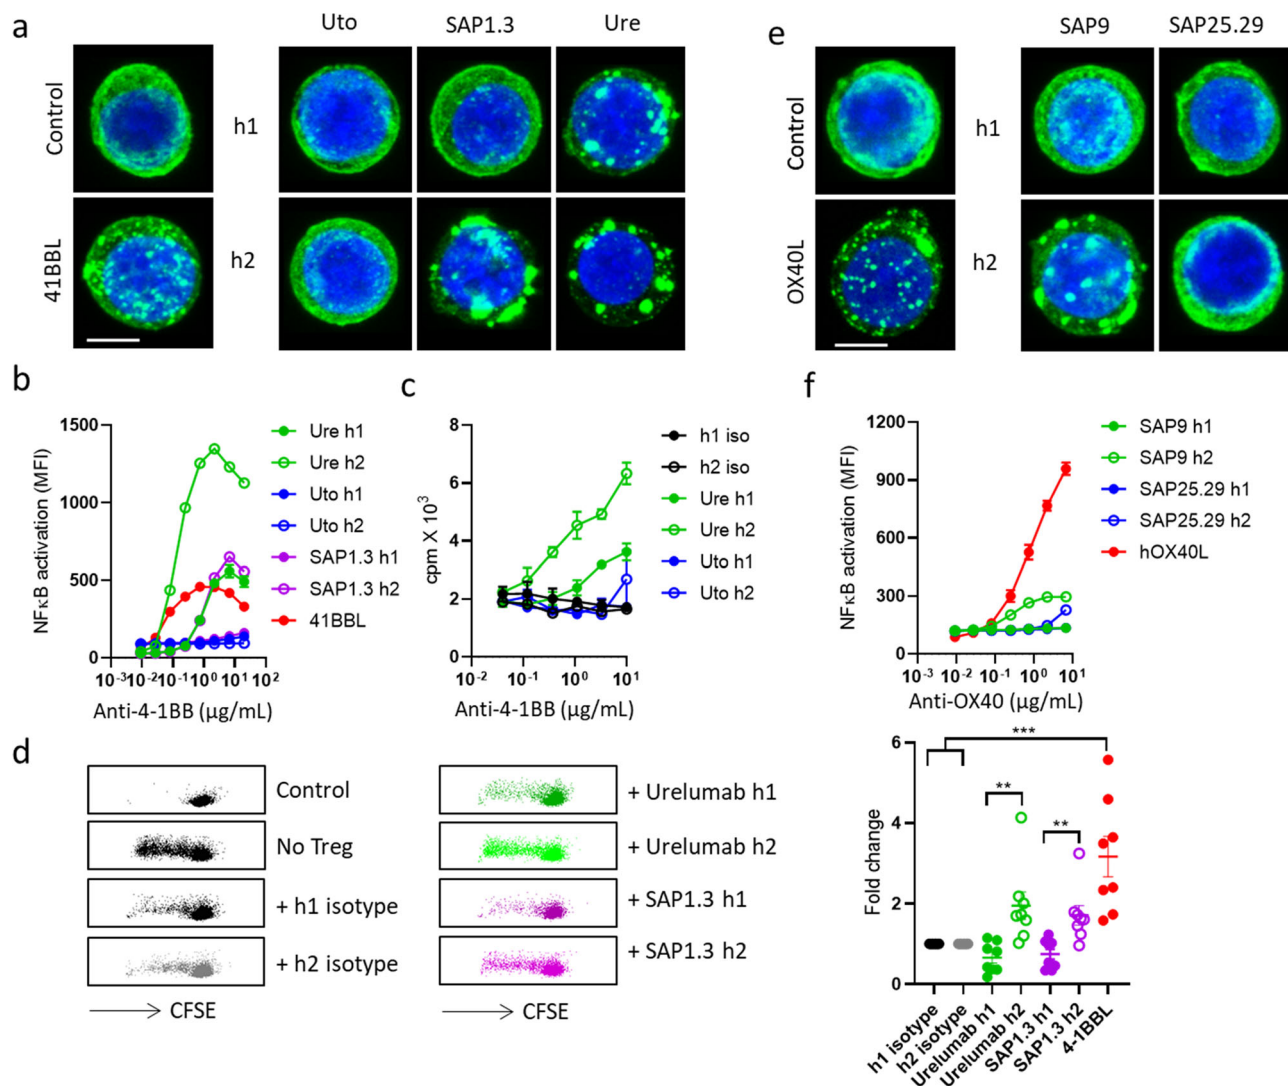 a
Uto
SAP1.3
Ure
Control
h1
41BBL
h2
e
SAP9
SAP25.29
Control
h1
OX40L
h2
b
NFκB activation (MFI)
1500
1000
500
0
10⁻³ 10⁻² 10⁻¹ 10⁰ 10¹ 10²
Anti-4-1BB (μg/mL)
Ure h1
Ure h2
Uto h1
Uto h2
SAP1.3 h1
SAP1.3 h2
41BBL
c
cpm X 10³
8
6
4
2
0
10⁻² 10⁻¹ 10⁰ 10¹
Anti-4-1BB (μg/mL)
h1 iso
h2 iso
Ure h1
Ure h2
Uto h1
Uto h2
f
NFκB activation (MFI)
1200
900
600
300
0
10⁻³ 10⁻² 10⁻¹ 10⁰ 10¹
Anti-OX40 (μg/mL)
SAP9 h1
SAP9 h2
SAP25.29 h1
SAP25.29 h2
hOX40L
d
Control
No Treg
+ h1 isotype
+ h2 isotype
CFSE
+ Urelumab h1
+ Urelumab h2
+ SAP1.3 h1
+ SAP1.3 h2
CFSE
Fold change
6
4
2
0
***
**
**
h1 isotype
h2 isotype
Urelumab h1
Urelumab h2
SAP1.3 h1
SAP1.3 h2
4-1BBL